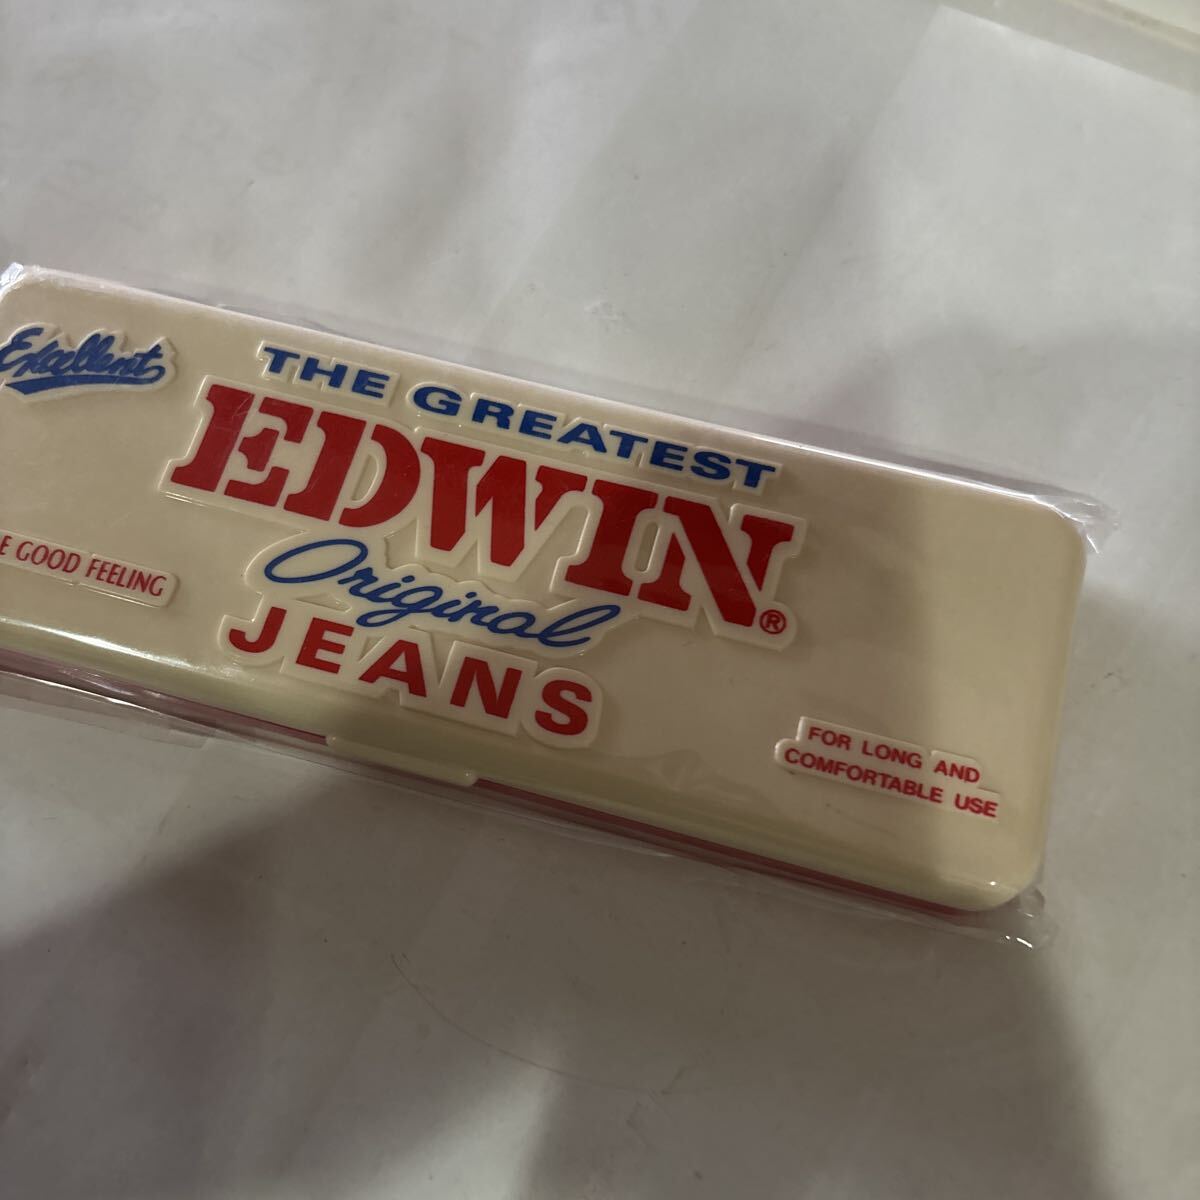 Excellent
THE GREATEST
EDWIN®
Original
JEANS
GOOD FEELING
FOR LONG AND
COMFORTABLE USE